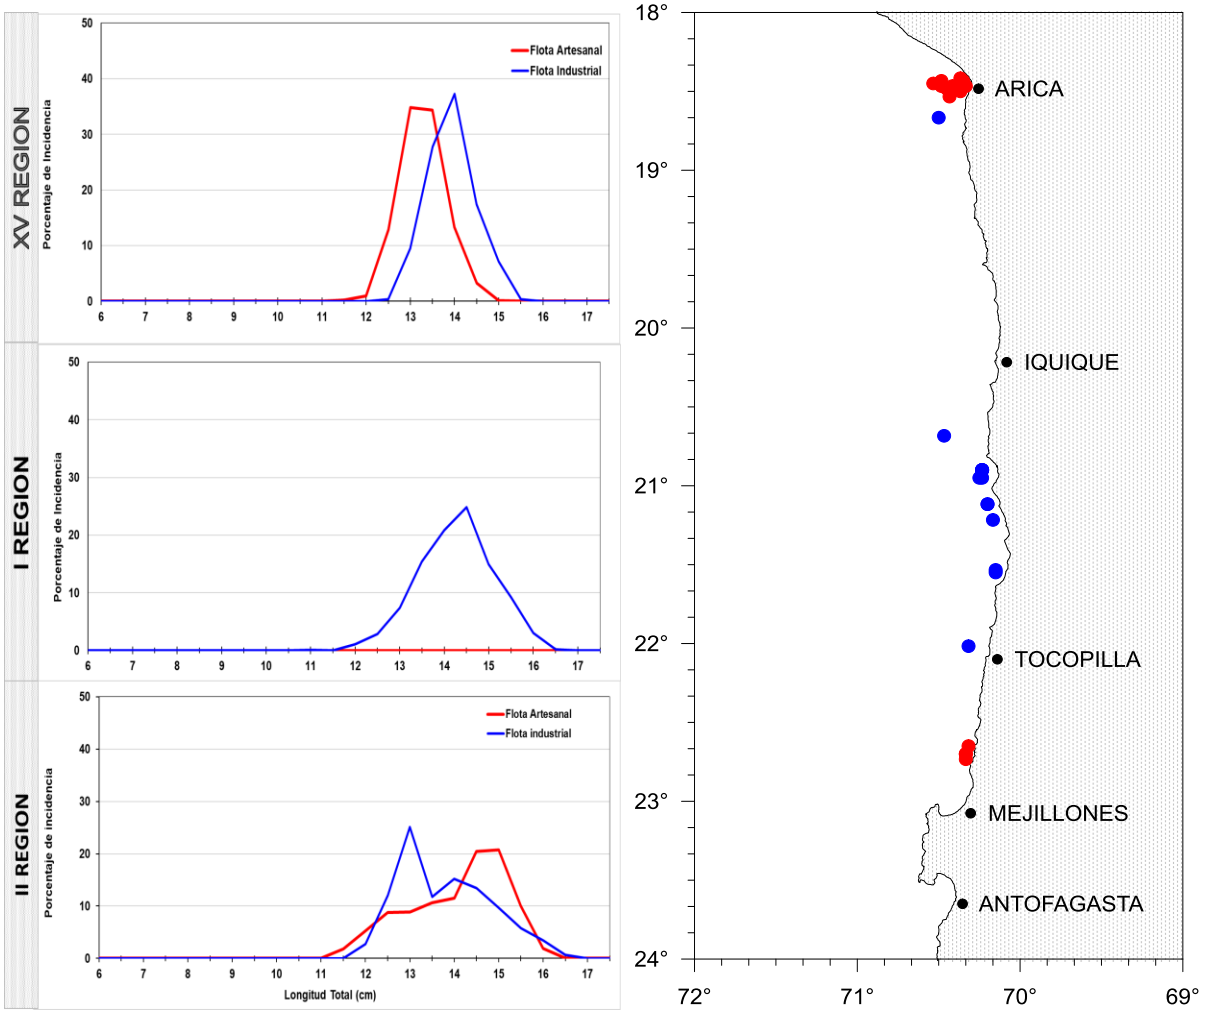 XV REGION
Porcentaje de Incidencia
50
40
30
20
10
0
Flota Artesanal
Flota Industrial
6 7 8 9 10 11 12 13 14 15 16 17
I REGION
Porcentaje de Incidencia
50
40
30
20
10
0
6 7 8 9 10 11 12 13 14 15 16 17
II REGION
Porcentaje de incidencia
50
40
30
20
10
0
Flota Artesanal
Flota industrial
6 7 8 9 10 11 12 13 14 15 16 17
Longitud Total (cm)
18°
ARICA
19°
20°
IQUIQUE
21°
22°
TOCOPILLA
23°
MEJILLONES
ANTOFAGASTA
24°
72° 71° 70° 69°